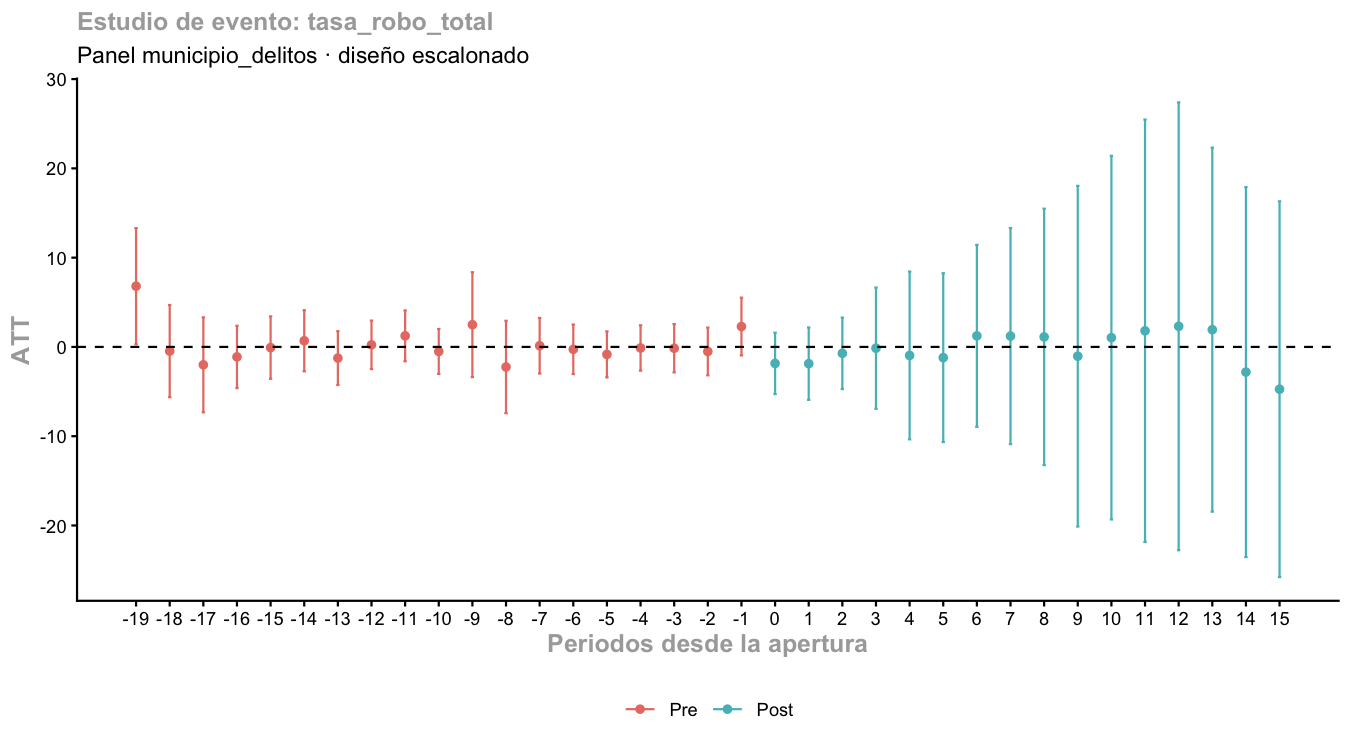 Estudio de evento: tasa_robo_total
Panel municipio_delitos · diseño escalonado
30
20
10
0
-10
-20
ATT
-19 -18 -17 -16 -15 -14 -13 -12 -11 -10 -9 -8 -7 -6 -5 -4 -3 -2 -1 0 1 2 3 4 5 6 7 8 9 10 11 12 13 14 15
Periodos desde la apertura
Pre Post